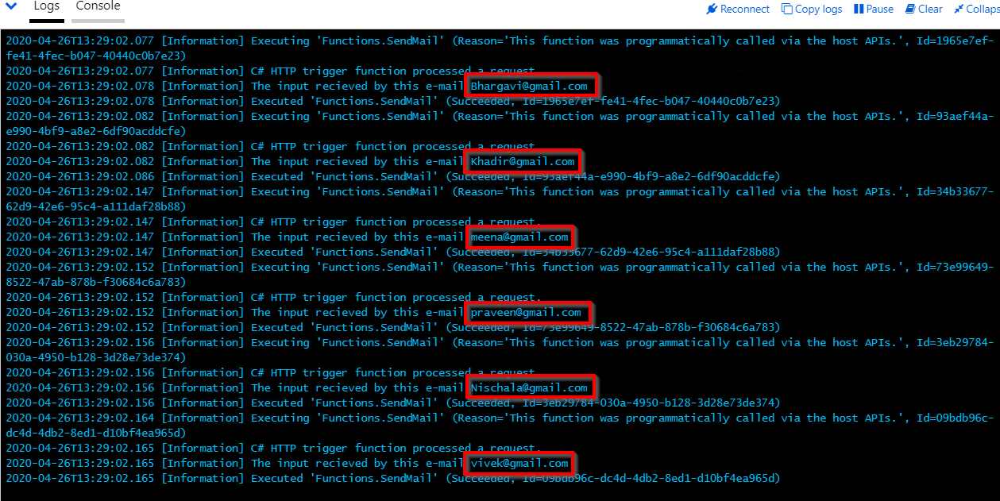 Logs Console Reconnect Copy logs Pause Clear Collaps
2020-04-26T13:29:02.077 [Information] Executing 'Functions.SendMail' (Reason='This function was programmatically called via the host APIs.', Id=1965e7ef-
fe41-4fec-b047-40440c0b7e23)
2020-04-26T13:29:02.077 [Information] C# HTTP trigger function processed a request.
2020-04-26T13:29:02.078 [Information] The input recieved by this e-mail Bhargavi@gmail.com
2020-04-26T13:29:02.078 [Information] Executed 'Functions.SendMail' (Succeeded, Id=1965e7ef-fe41-4fec-b047-40440c0b7e23)
2020-04-26T13:29:02.082 [Information] Executing 'Functions.SendMail' (Reason='This function was programmatically called via the host APIs.', Id=93aef44a-
e990-4bf9-a8e2-6df90acddcfe)
2020-04-26T13:29:02.082 [Information] C# HTTP trigger function processed a request.
2020-04-26T13:29:02.082 [Information] The input recieved by this e-mail Khadir@gmail.com
2020-04-26T13:29:02.086 [Information] Executed 'Functions.SendMail' (Succeeded, Id=93aef44a-e990-4bf9-a8e2-6df90acddcfe)
2020-04-26T13:29:02.147 [Information] Executing 'Functions.SendMail' (Reason='This function was programmatically called via the host APIs.', Id=34b33677-
62d9-42e6-95c4-a111daf28b88)
2020-04-26T13:29:02.147 [Information] C# HTTP trigger function processed a request.
2020-04-26T13:29:02.147 [Information] The input recieved by this e-mail meena@gmail.com
2020-04-26T13:29:02.147 [Information] Executed 'Functions.SendMail' (Succeeded, Id=34b33677-62d9-42e6-95c4-a111daf28b88)
2020-04-26T13:29:02.152 [Information] Executing 'Functions.SendMail' (Reason='This function was programmatically called via the host APIs.', Id=73e99649-
8522-47ab-878b-f30684c6a783)
2020-04-26T13:29:02.152 [Information] C# HTTP trigger function processed a request.
2020-04-26T13:29:02.152 [Information] The input recieved by this e-mail praveen@gmail.com
2020-04-26T13:29:02.152 [Information] Executed 'Functions.SendMail' (Succeeded, Id=73e99649-8522-47ab-878b-f30684c6a783)
2020-04-26T13:29:02.156 [Information] Executing 'Functions.SendMail' (Reason='This function was programmatically called via the host APIs.', Id=3eb29784-
030a-4950-b128-3d28e73de374)
2020-04-26T13:29:02.156 [Information] C# HTTP trigger function processed a request.
2020-04-26T13:29:02.156 [Information] The input recieved by this e-mail Nischala@gmail.com
2020-04-26T13:29:02.156 [Information] Executed 'Functions.SendMail' (Succeeded, Id=3eb29784-030a-4950-b128-3d28e73de374)
2020-04-26T13:29:02.164 [Information] Executing 'Functions.SendMail' (Reason='This function was programmatically called via the host APIs.', Id=09bdb96c-
dc4d-4db2-8ed1-d10bf4ea965d)
2020-04-26T13:29:02.165 [Information] C# HTTP trigger function processed a request.
2020-04-26T13:29:02.165 [Information] The input recieved by this e-mail vivek@gmail.com
2020-04-26T13:29:02.165 [Information] Executed 'Functions.SendMail' (Succeeded, Id=09bdb96c-dc4d-4db2-8ed1-d10bf4ea965d)